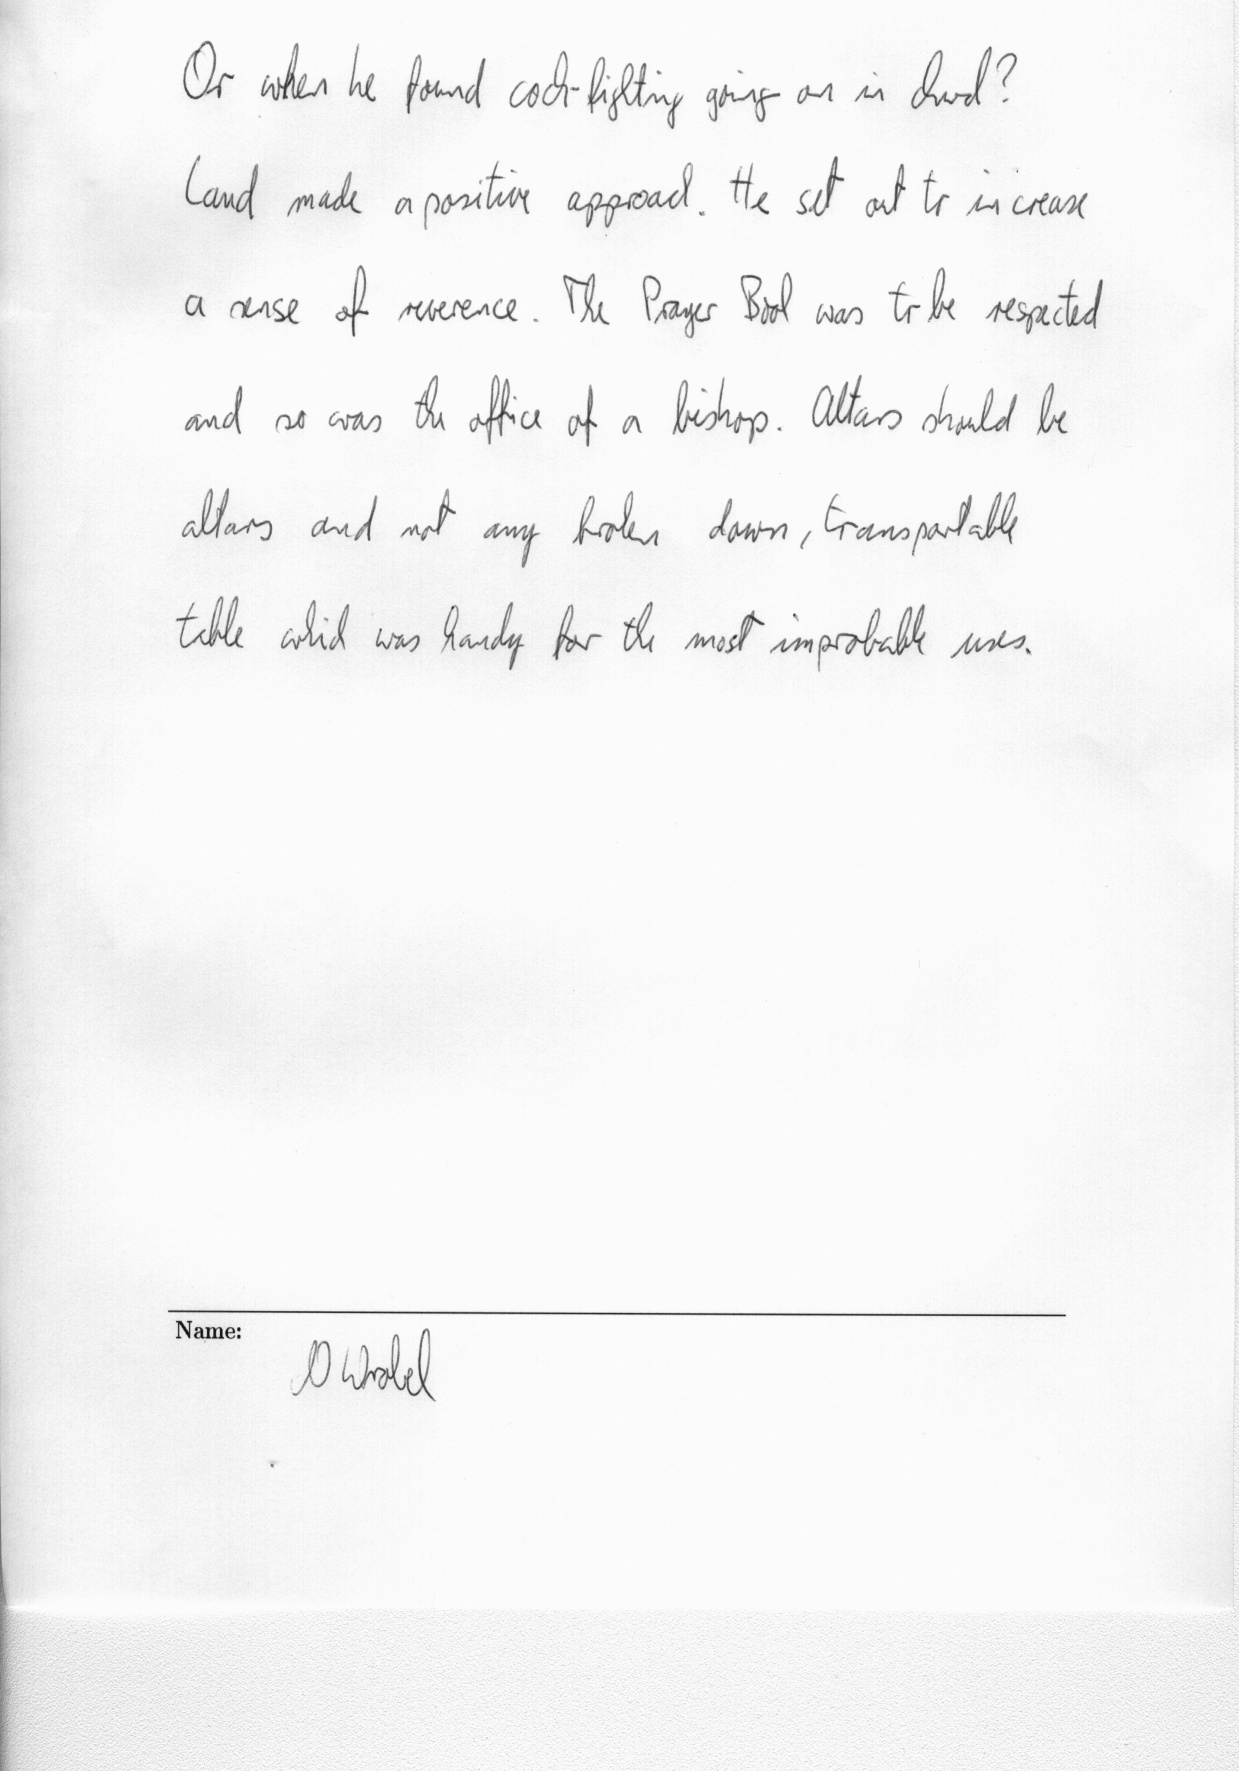 Or when he found cock-fighting going on in church?
Laud made a positive approach. He set out to increase
a sense of reverence. The Prayer Book was to be respected
and so was the office of a bishop. Altars should be
altars and not any broken down, transportable
table which was handy for the most improbable uses.
Name:
D Wrobel